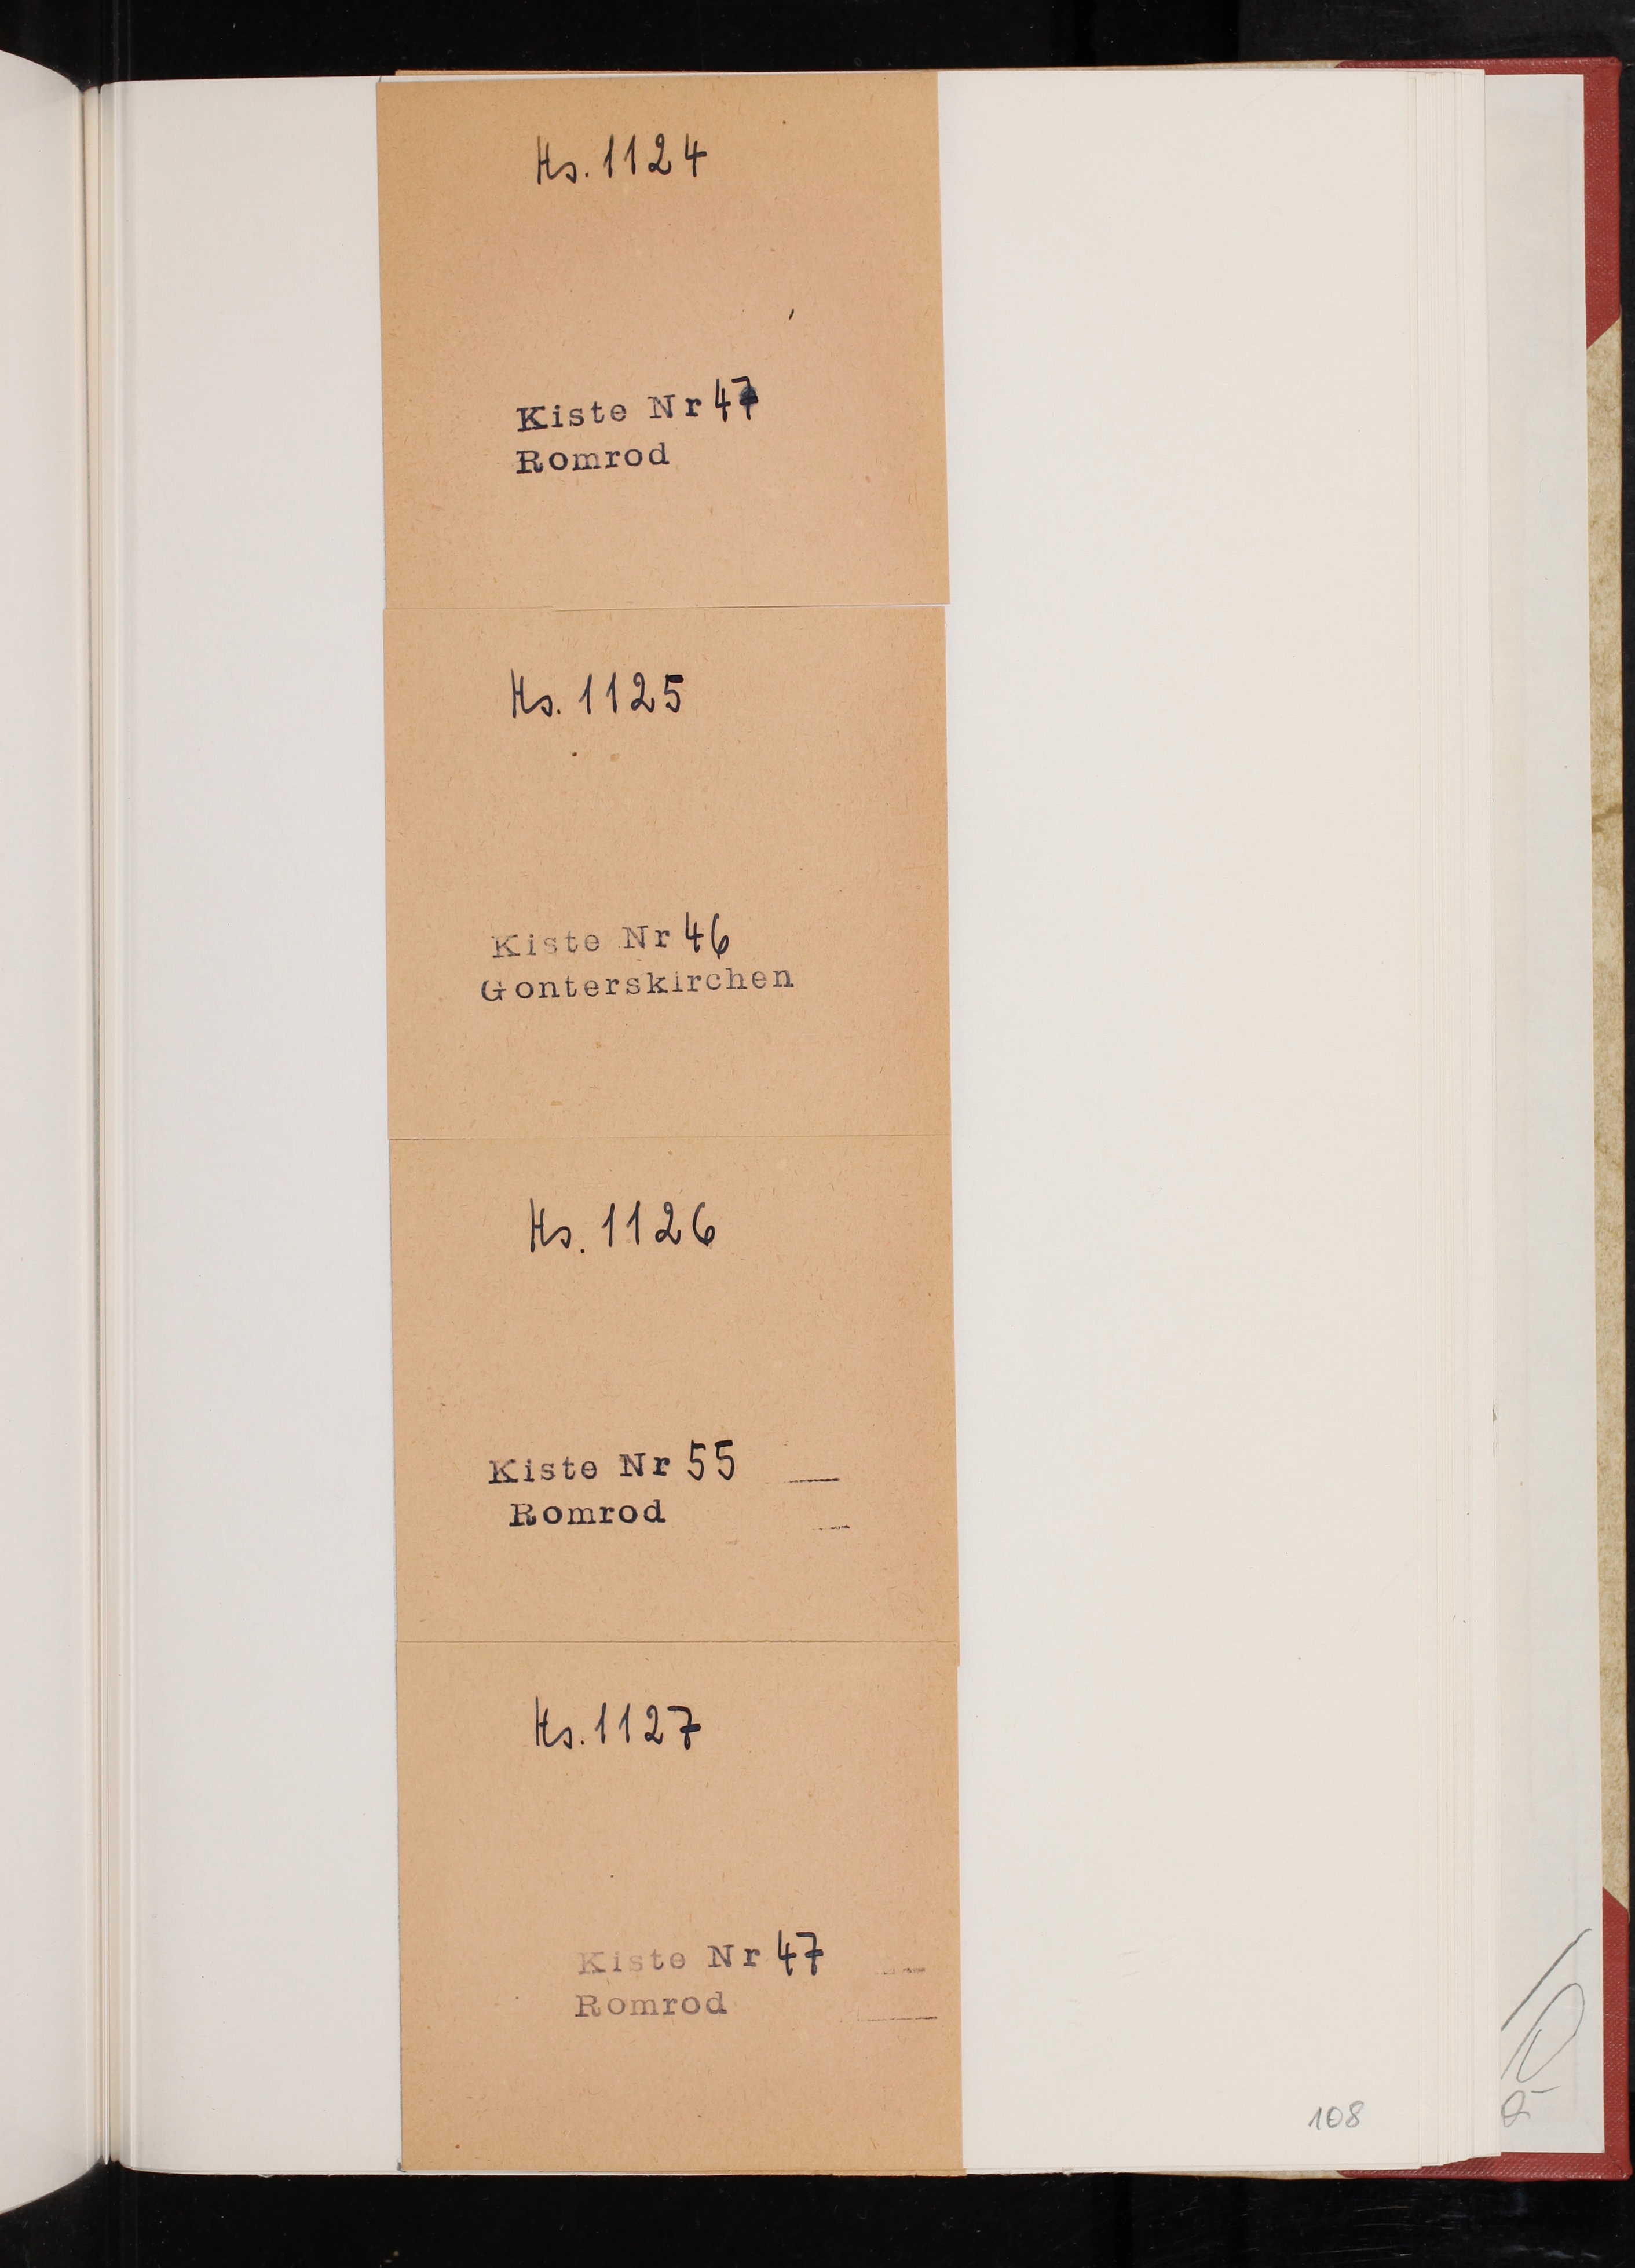 Hs. 1124
Kiste Nr 47
Romrod
Hs. 1125
Kiste Nr 46
Gonterskirchen
Hs. 1126
Kiste Nr 55
Romrod
Hs. 1127
Kiste Nr 47
Romrod
108